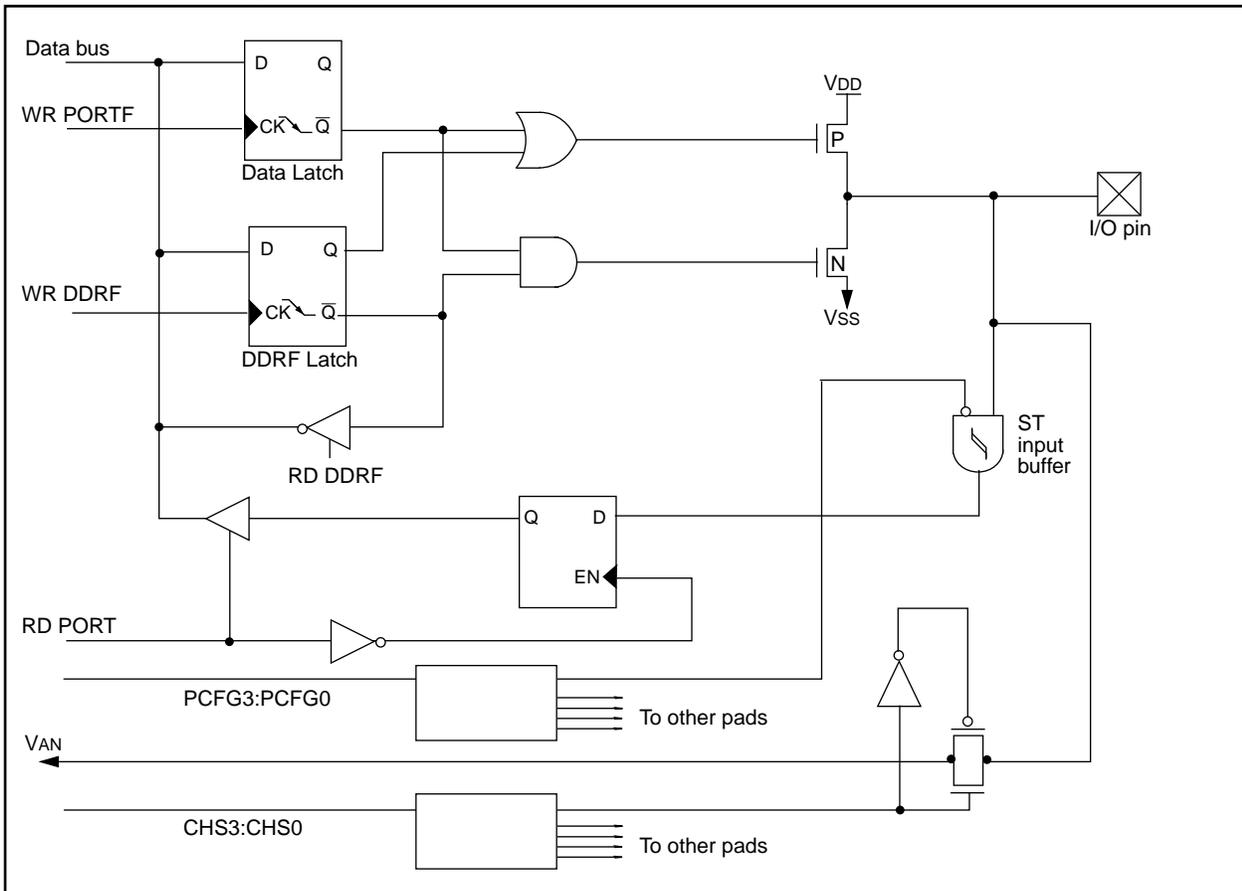 Data bus
D Q
VDD
WR PORTF
CK Q
P
Data Latch
I/O pin
D Q
N
WR DDRF
CK Q
VSS
DDRF Latch
ST
input
buffer
RD DDRF
Q D
EN
RD PORT
PCFG3:PCFG0
To other pads
VAN
CHS3:CHS0
To other pads